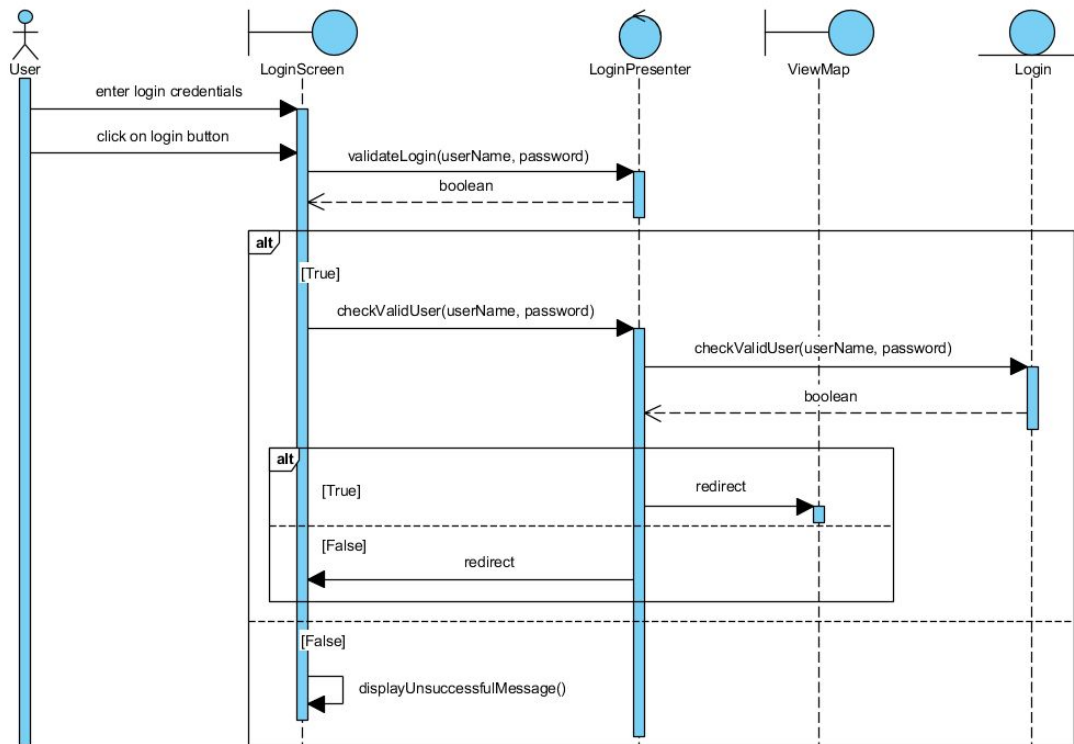 User
LoginScreen
LoginPresenter
ViewMap
Login
enter login credentials
click on login button
validateLogin(userName, password)
boolean
alt
[True]
checkValidUser(userName, password)
checkValidUser(userName, password)
boolean
alt
[True]
redirect
[False]
redirect
[False]
displayUnsuccessfulMessage()